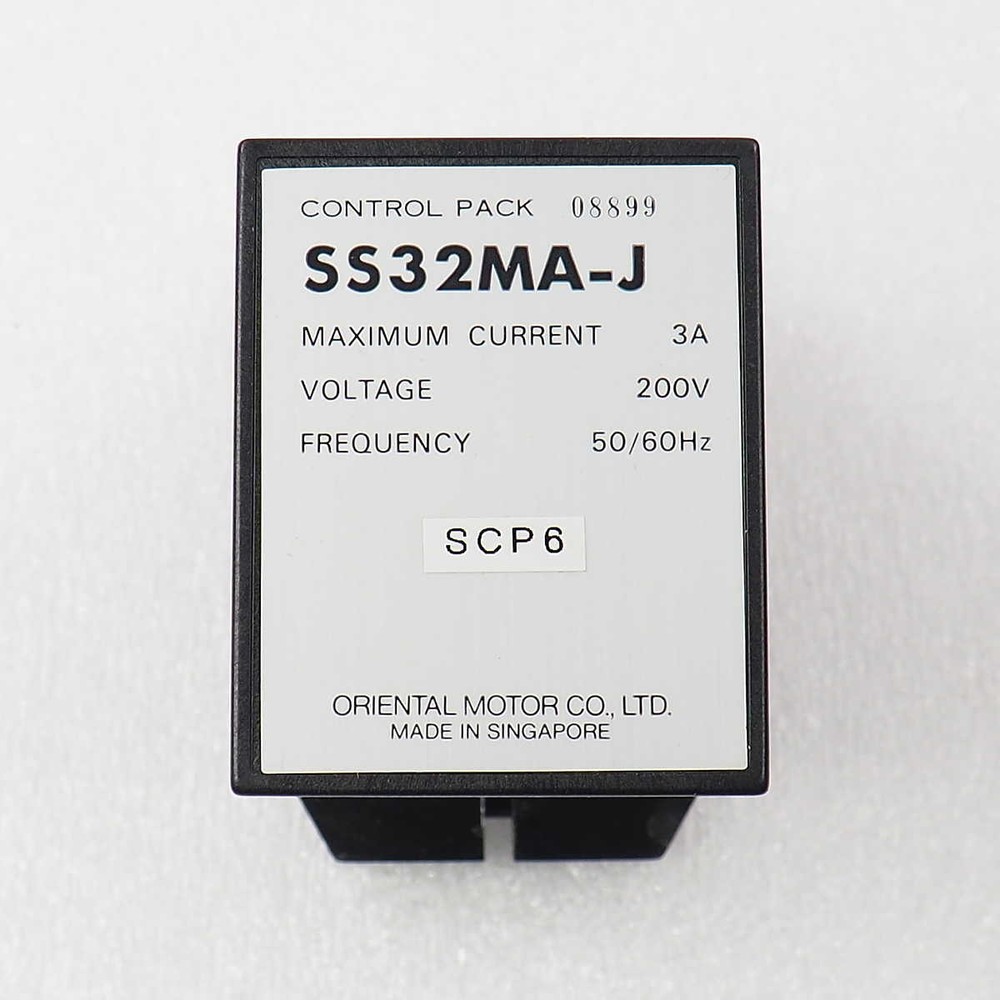 CONTROL PACK 08899
SS32MA-J
MAXIMUM CURRENT 3A
VOLTAGE 200V
FREQUENCY 50/60Hz
SCP6
ORIENTAL MOTOR CO., LTD.
MADE IN SINGAPORE